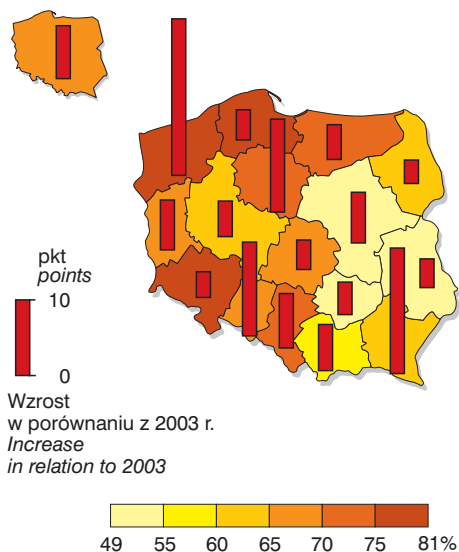 pkt
points
10
0
Wzrost
w porównaniu z 2003 r.
Increase
in relation to 2003
49 55 60 65 70 75 81%